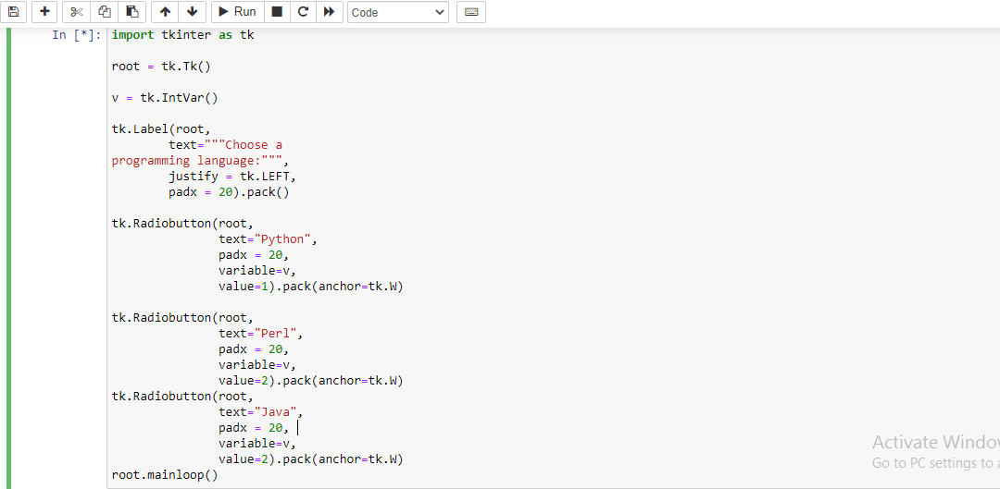 Run Code
In [*]: import tkinter as tk
root = tk.Tk()
v = tk.IntVar()
tk.Label(root,
        text="""Choose a
programming language:""",
        justify = tk.LEFT,
        padx = 20).pack()
tk.Radiobutton(root,
               text="Python",
               padx = 20,
               variable=v,
               value=1).pack(anchor=tk.W)
tk.Radiobutton(root,
               text="Perl",
               padx = 20,
               variable=v,
               value=2).pack(anchor=tk.W)
tk.Radiobutton(root,
               text="Java",
               padx = 20,
               variable=v,
               value=2).pack(anchor=tk.W)
root.mainloop()
Activate Windov
Go to PC settings to a